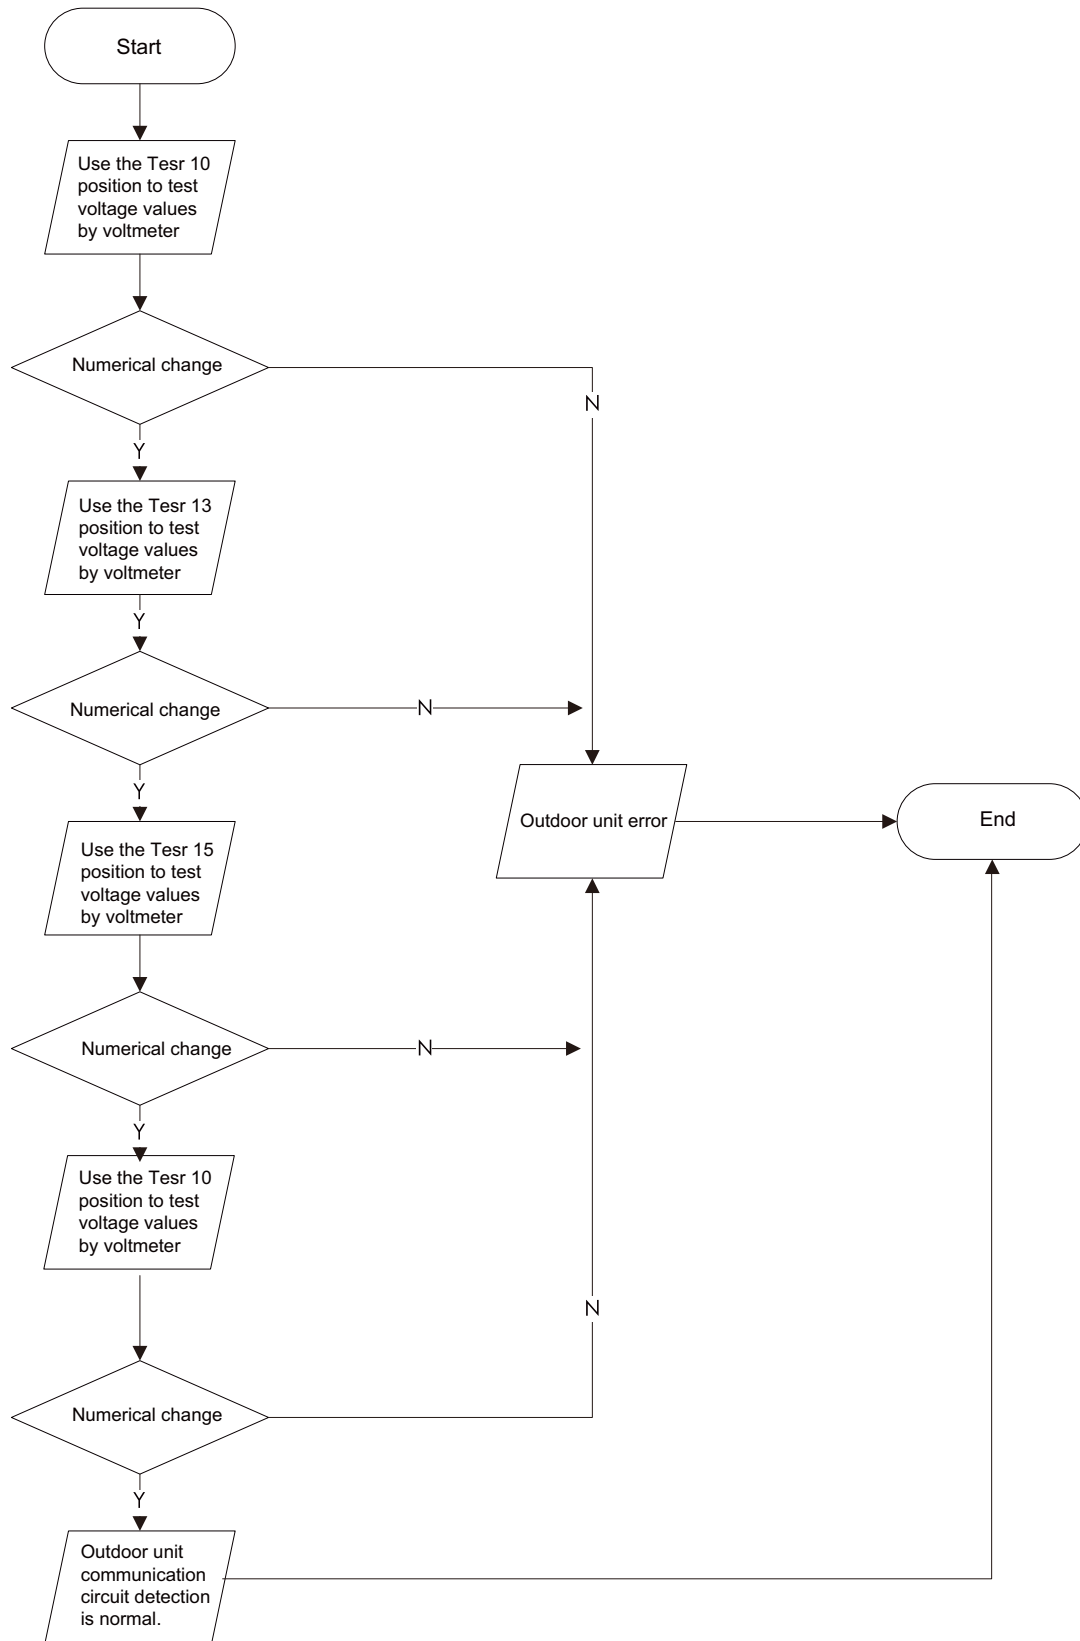 Start
Use the Tesr 10
position to test
voltage values
by voltmeter
Numerical change
N
Y
Use the Tesr 13
position to test
voltage values
by voltmeter
Y
Numerical change
N
Y
Outdoor unit error
End
Use the Tesr 15
position to test
voltage values
by voltmeter
Numerical change
N
Y
Use the Tesr 10
position to test
voltage values
by voltmeter
N
Numerical change
Y
Outdoor unit
communication
circuit detection
is normal.